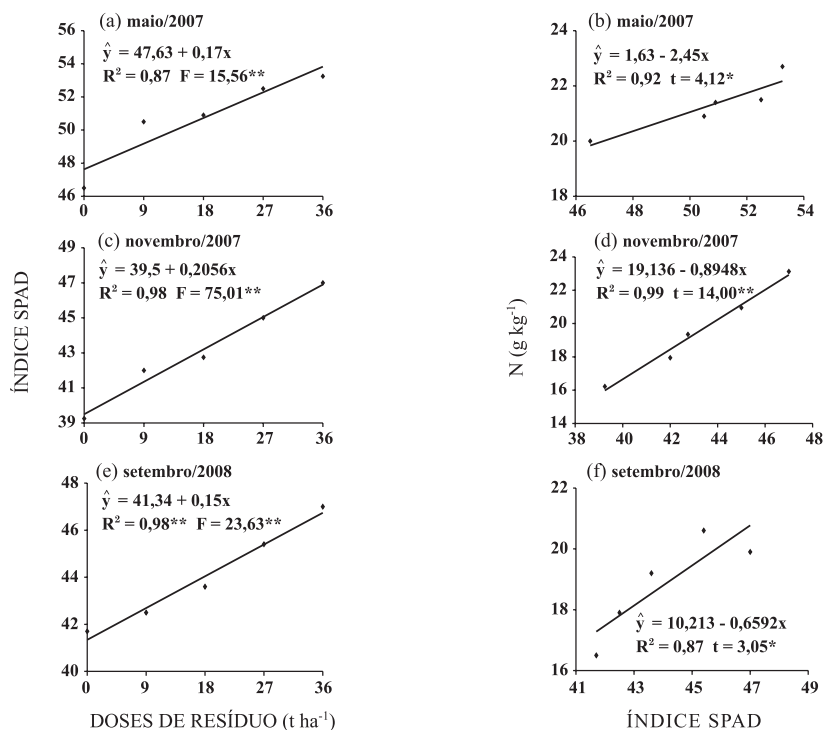 (a) maio/2007
ŷ = 47,63 + 0,17x
R² = 0,87 F = 15,56**
56
54
52
50
48
46
0 9 18 27 36
(b) maio/2007
ŷ = 1,63 - 2,45x
R² = 0,92 t = 4,12*
24
22
20
18
46 48 50 52 54
(c) novembro/2007
ŷ = 39,5 + 0,2056x
R² = 0,98 F = 75,01**
49
47
45
43
41
39
0 9 18 27 36
(d) novembro/2007
ŷ = 19,136 - 0,8948x
R² = 0,99 t = 14,00**
24
22
20
18
16
14
38 40 42 44 46 48
(e) setembro/2008
ŷ = 41,34 + 0,15x
R² = 0,98** F = 23,63**
48
46
44
42
40
0 9 18 27 36
(f) setembro/2008
ŷ = 10,213 - 0,6592x
R² = 0,87 t = 3,05*
22
20
18
16
41 43 45 47 49
ÍNDICE SPAD
N (g kg⁻¹)
DOSES DE RESÍDUO (t ha⁻¹)
ÍNDICE SPAD